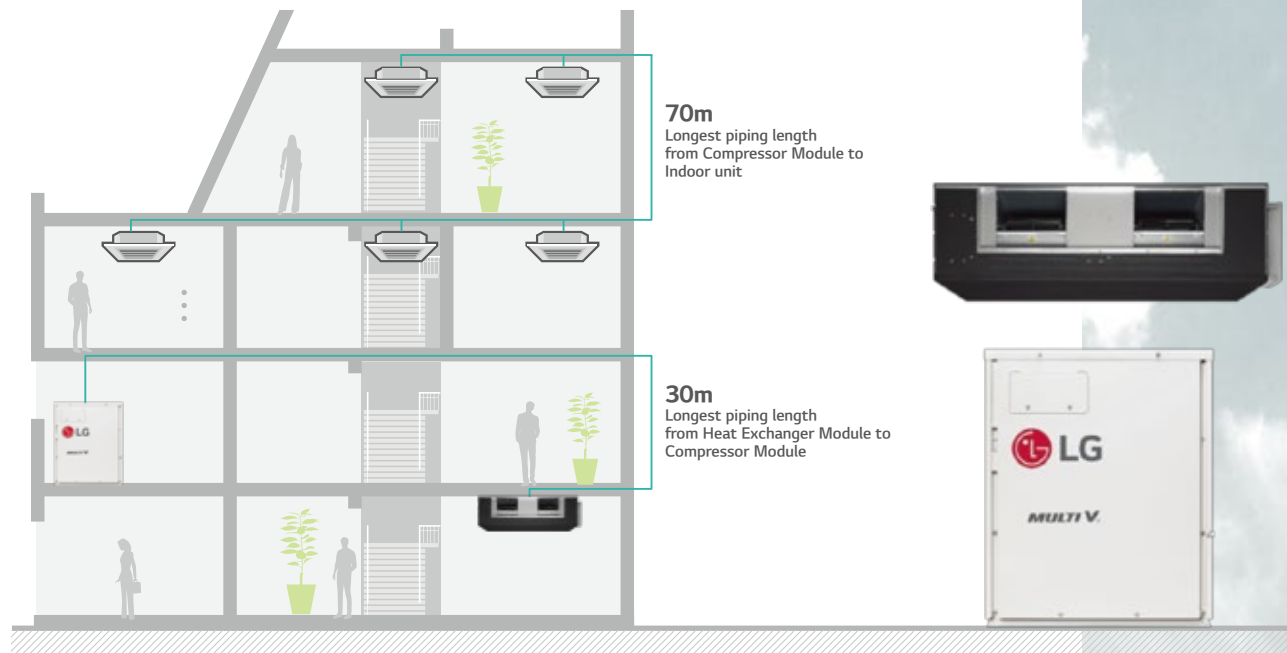 70m
Longest piping length
from Compressor Module to
Indoor unit
30m
Longest piping length
from Heat Exchanger Module to
Compressor Module
LG
MULTI V.
LG
MULTI V.